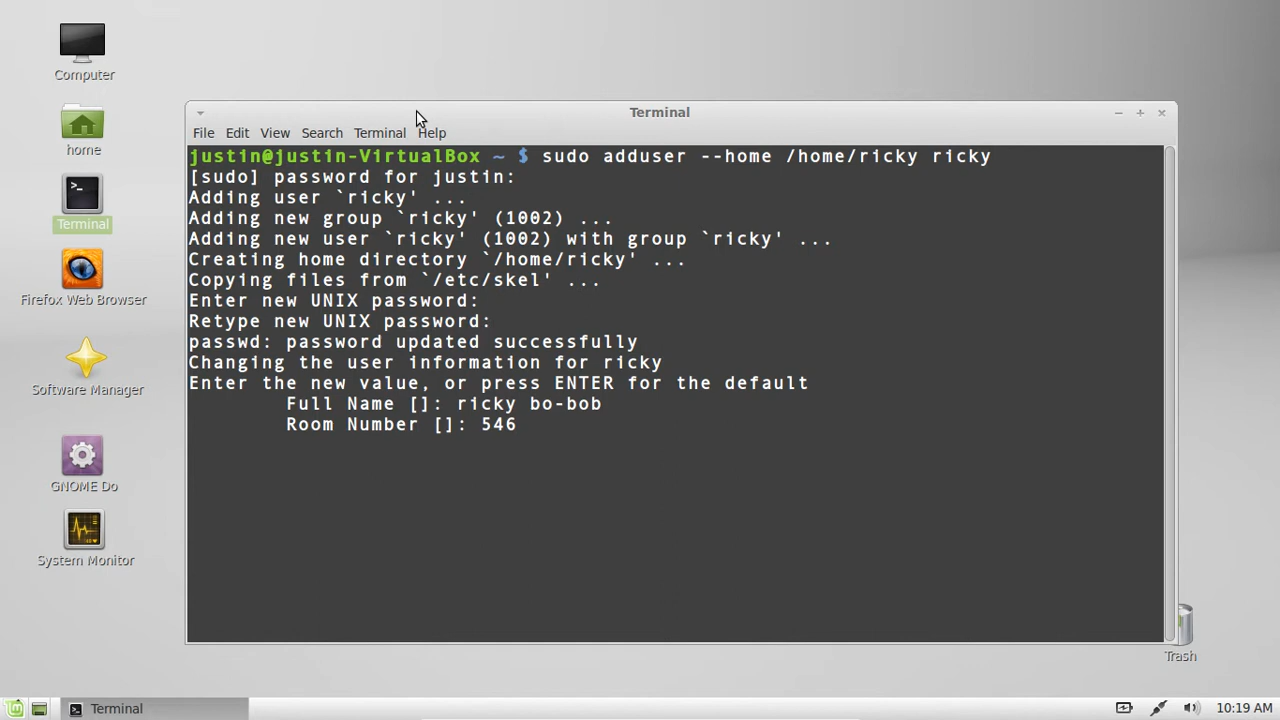 Computer
home
Terminal
Firefox Web Browser
Software Manager
GNOME Do
System Monitor
Terminal
File Edit View Search Terminal Help
justin@justin-VirtualBox ~ $ sudo adduser --home /home/ricky ricky
[sudo] password for justin:
Adding user `ricky' ...
Adding new group `ricky' (1002) ...
Adding new user `ricky' (1002) with group `ricky' ...
Creating home directory `/home/ricky' ...
Copying files from `/etc/skel' ...
Enter new UNIX password:
Retype new UNIX password:
passwd: password updated successfully
Changing the user information for ricky
Enter the new value, or press ENTER for the default
Full Name []: ricky bo-bob
Room Number []: 546
Trash
Terminal
10:19 AM